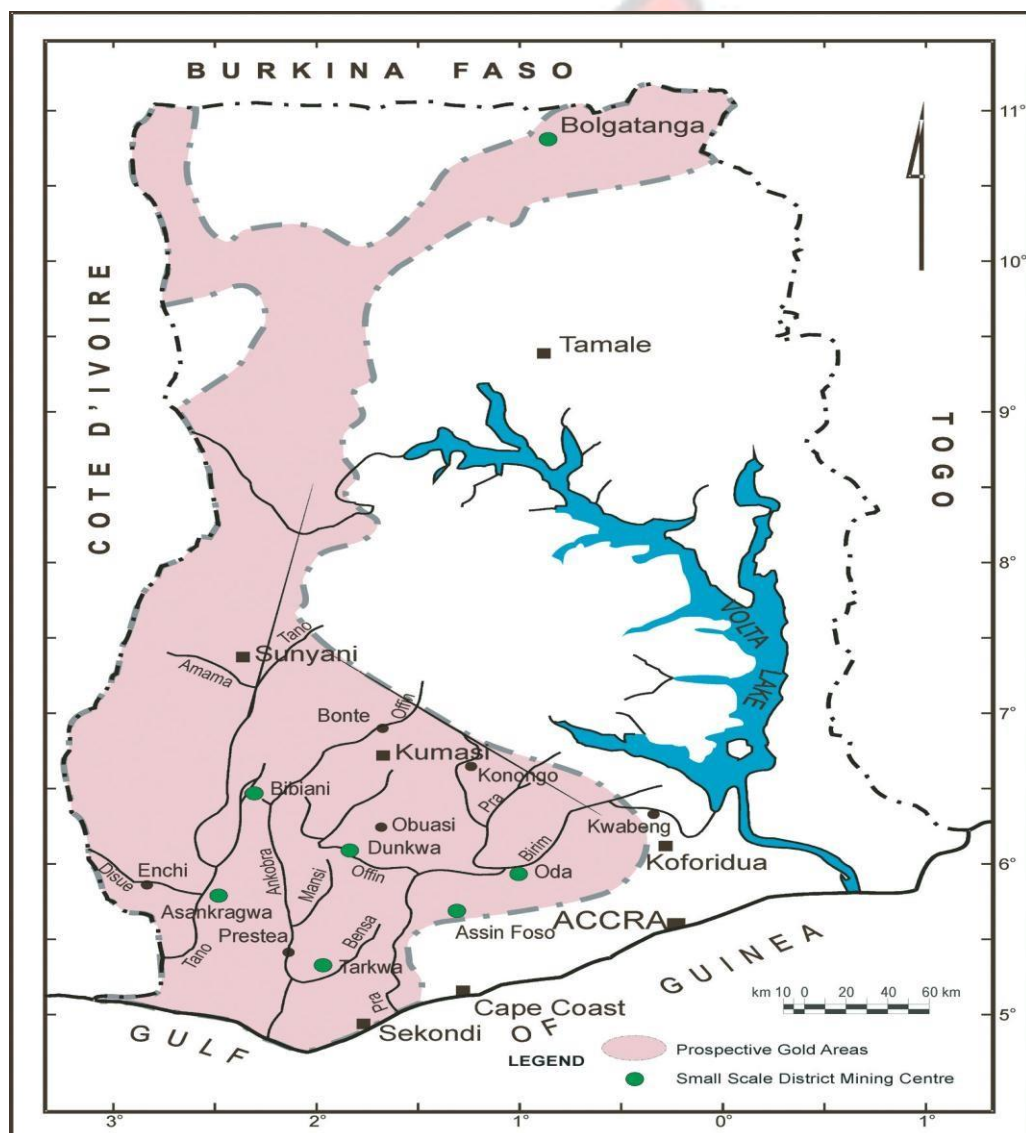 BURKINA FASO
11°
Bolgatanga
10°
COTE D'IVOIRE
Tamale
TOGO
9°
8°
VOLTA
LAKE
Tano
Sunyani
Amama
7°
Offin
Bonte
Kumasi
Konongo
Bibiani
Pra
Obuasi
Kwabeng
Dunkwa
Birim
Koforidua
6°
Enchi
Disue
Offin
Oda
Ankobra
Mansi
Asankragwa
Bensa
Assin Foso
ACCRA
Prestea
Tano
Tarkwa
GULF OF GUINEA
Pra
Cape Coast
km 10 0 20 40 60 km
5°
Sekondi
LEGEND
Prospective Gold Areas
Small Scale District Mining Centre
3° 2° 1° 0° 1°